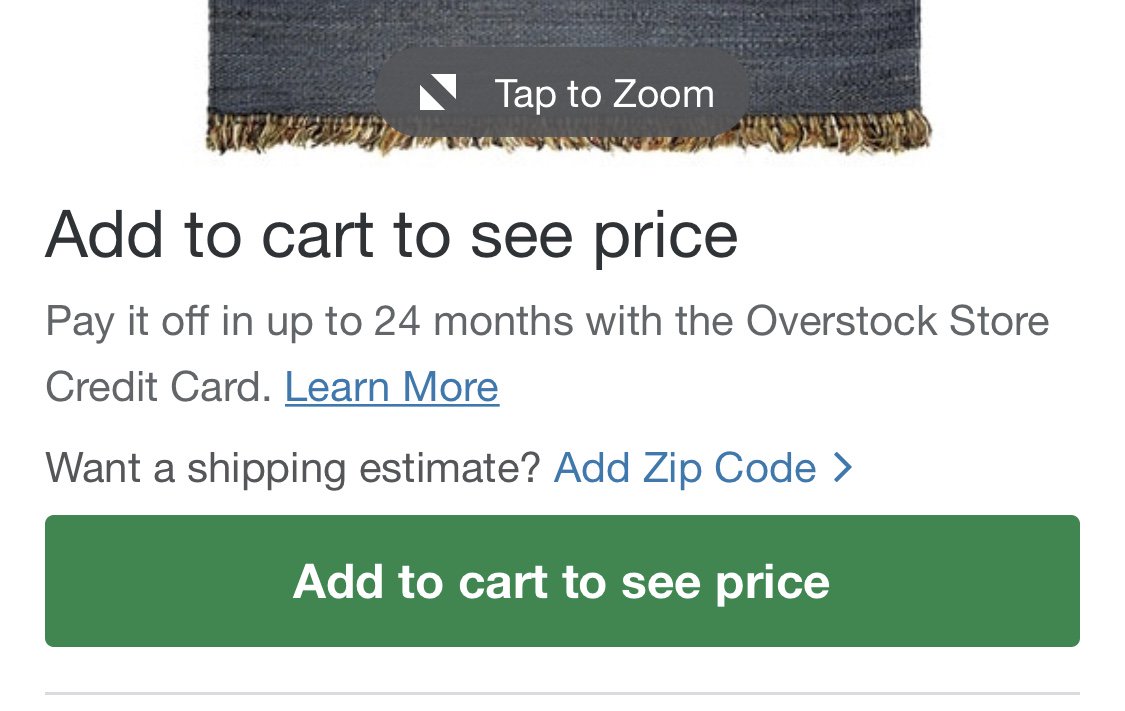 Tap to Zoom
Add to cart to see price
Pay it off in up to 24 months with the Overstock Store
Credit Card. Learn More
Want a shipping estimate? Add Zip Code >
Add to cart to see price